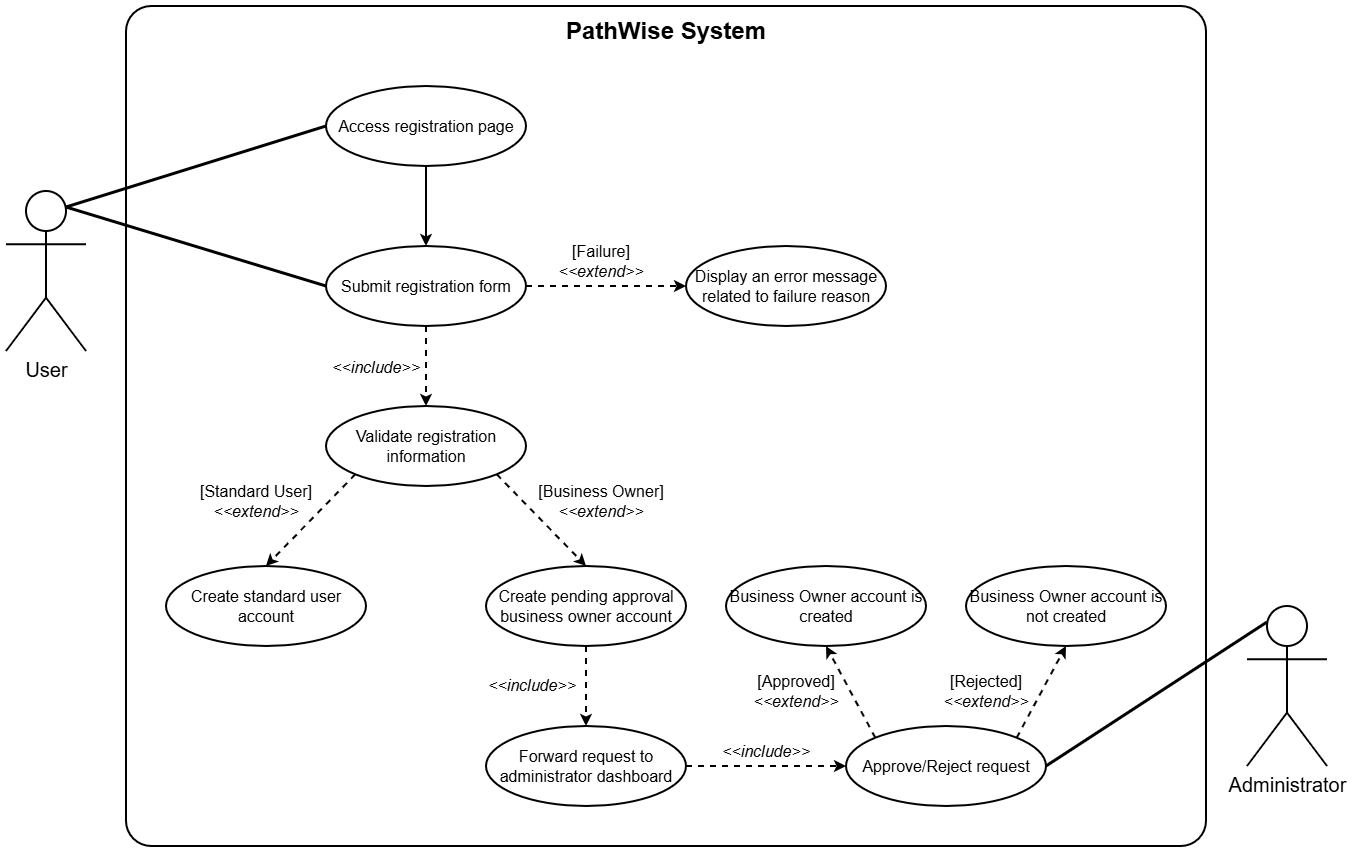 PathWise System
Access registration page
[Failure]
<<extend>>
Submit registration form
Display an error message
related to failure reason
User
<<include>>
Validate registration
information
[Standard User]
<<extend>>
[Business Owner]
<<extend>>
Create standard user
account
Create pending approval
business owner account
Business Owner account is
created
Business Owner account is
not created
<<include>>
[Approved]
<<extend>>
[Rejected]
<<extend>>
Forward request to
administrator dashboard
<<include>>
Approve/Reject request
Administrator